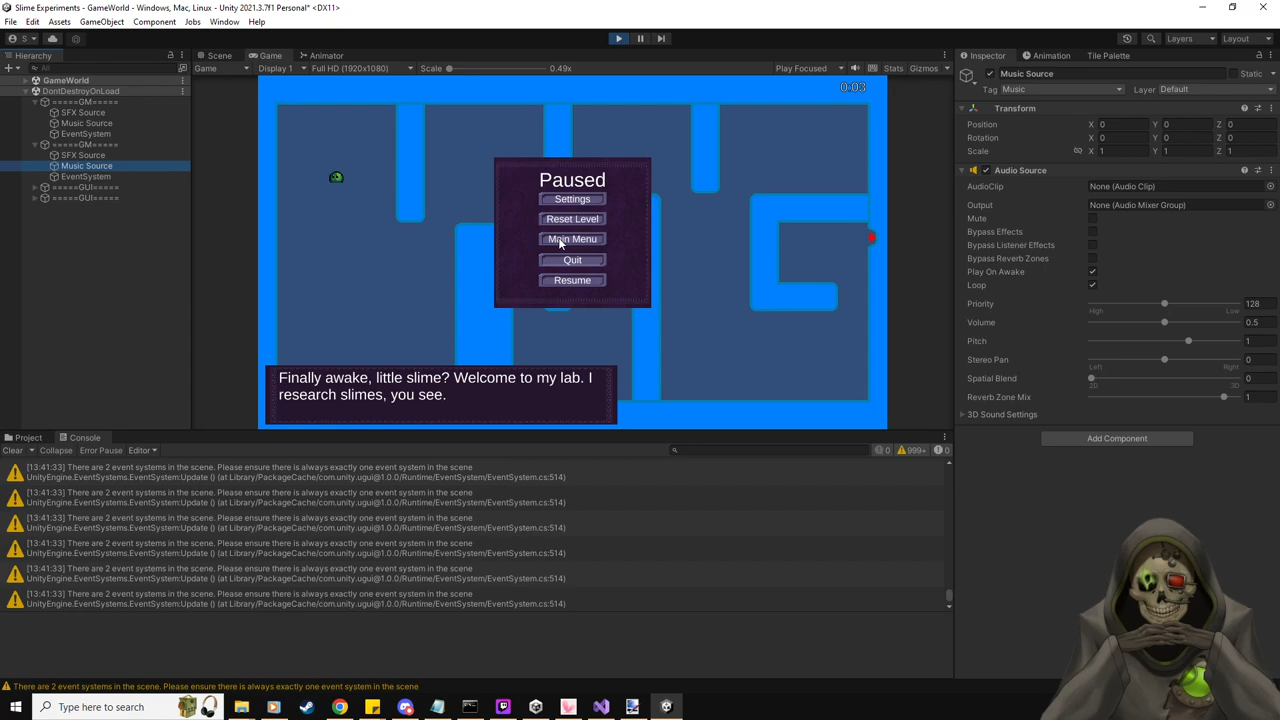 Slime Experiments - GameWorld - Windows, Mac, Linux - Unity 2021.3.7f1 Personal* <DX11>
File Edit Assets GameObject Component Jobs Window Help
S
Layers Layout
Hierarchy
All
GameWorld
DontDestroyOnLoad
=====GM=====
SFX Source
Music Source
EventSystem
=====GM=====
SFX Source
Music Source
EventSystem
=====GUI=====
=====GUI=====
Scene Game Animator
Game Display 1 Full HD (1920x1080) Scale 0.49x Play Focused Stats Gizmos
0:03
Paused
Settings
Reset Level
Main Menu
Quit
Resume
Finally awake, little slime? Welcome to my lab. I
research slimes, you see.
Inspector Animation Tile Palette
Music Source Static
Tag Music Layer Default
Transform
Position X 0 Y 0 Z 0
Rotation X 0 Y 0 Z 0
Scale X 1 Y 1 Z 1
Audio Source
AudioClip None (Audio Clip)
Output None (Audio Mixer Group)
Mute
Bypass Effects
Bypass Listener Effects
Bypass Reverb Zones
Play On Awake
Loop
Priority 128
High Low
Volume 0.5
Pitch 1
Stereo Pan 0
Left Right
Spatial Blend 0
2D 3D
Reverb Zone Mix 1
3D Sound Settings
Add Component
Project Console
Clear Collapse Error Pause Editor 0 999+ 0
[13:41:33] There are 2 event systems in the scene. Please ensure there is always exactly one event system in the scene
UnityEngine.EventSystems.EventSystem:Update () (at Library/PackageCache/com.unity.ugui@1.0.0/Runtime/EventSystem/EventSystem.cs:514)
[13:41:33] There are 2 event systems in the scene. Please ensure there is always exactly one event system in the scene
UnityEngine.EventSystems.EventSystem:Update () (at Library/PackageCache/com.unity.ugui@1.0.0/Runtime/EventSystem/EventSystem.cs:514)
[13:41:33] There are 2 event systems in the scene. Please ensure there is always exactly one event system in the scene
UnityEngine.EventSystems.EventSystem:Update () (at Library/PackageCache/com.unity.ugui@1.0.0/Runtime/EventSystem/EventSystem.cs:514)
[13:41:33] There are 2 event systems in the scene. Please ensure there is always exactly one event system in the scene
UnityEngine.EventSystems.EventSystem:Update () (at Library/PackageCache/com.unity.ugui@1.0.0/Runtime/EventSystem/EventSystem.cs:514)
[13:41:33] There are 2 event systems in the scene. Please ensure there is always exactly one event system in the scene
UnityEngine.EventSystems.EventSystem:Update () (at Library/PackageCache/com.unity.ugui@1.0.0/Runtime/EventSystem/EventSystem.cs:514)
[13:41:33] There are 2 event systems in the scene. Please ensure there is always exactly one event system in the scene
UnityEngine.EventSystems.EventSystem:Update () (at Library/PackageCache/com.unity.ugui@1.0.0/Runtime/EventSystem/EventSystem.cs:514)
There are 2 event systems in the scene. Please ensure there is always exactly one event system in the scene
Type here to search